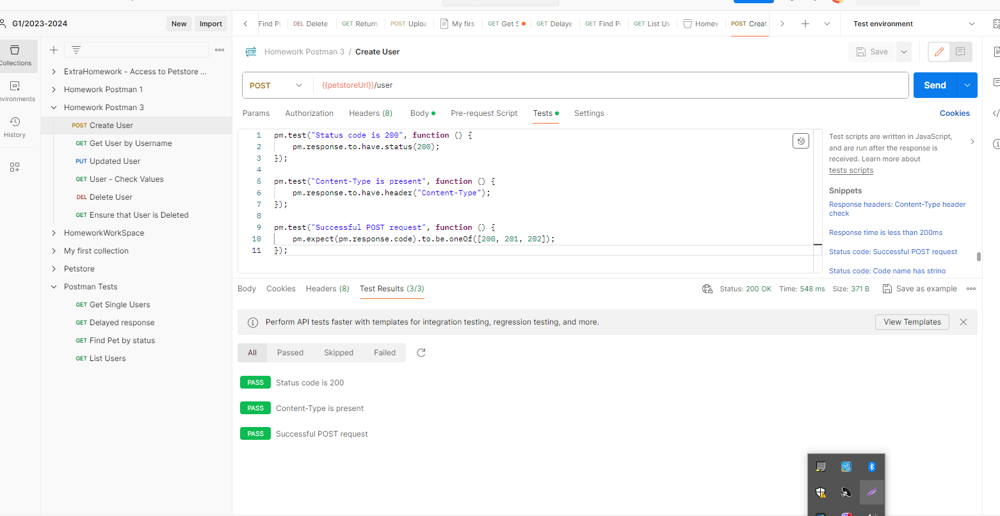 G1/2023-2024
New
Import
Find P
DEL Delete
GET Return
POST Uploa
My firs
GET Get S
GET Delaye
GET Find P
GET List Us
Homew
POST Creat
Test environment
Collections
nvironments
History
ExtraHomework - Access to Petstore ...
Homework Postman 1
Homework Postman 3
POST Create User
GET Get User by Username
PUT Updated User
GET User - Check Values
DEL Delete User
GET Ensure that User is Deleted
HomeworkWorkSpace
My first collection
Petstore
Postman Tests
GET Get Single Users
GET Delayed response
GET Find Pet by status
GET List Users
HTTP Homework Postman 3 / Create User
Save
POST
{{petstoreUrl}}/user
Send
Params
Authorization
Headers (8)
Body
Pre-request Script
Tests
Settings
Cookies
1 pm.test("Status code is 200", function () {
2 pm.response.to.have.status(200);
3 });
4
5 pm.test("Content-Type is present", function () {
6 pm.response.to.have.header("Content-Type");
7 });
8
9 pm.test("Successful POST request", function () {
10 pm.expect(pm.response.code).to.be.oneOf([200, 201, 202]);
11 });
Test scripts are written in JavaScript,
and are run after the response is
received. Learn more about
tests scripts
Snippets
Response headers: Content-Type header
check
Response time is less than 200ms
Status code: Successful POST request
Status code: Code name has string
Body
Cookies
Headers (8)
Test Results (3/3)
Status: 200 OK
Time: 548 ms
Size: 371 B
Save as example
Perform API tests faster with templates for integration testing, regression testing, and more.
View Templates
All
Passed
Skipped
Failed
PASS Status code is 200
PASS Content-Type is present
PASS Successful POST request